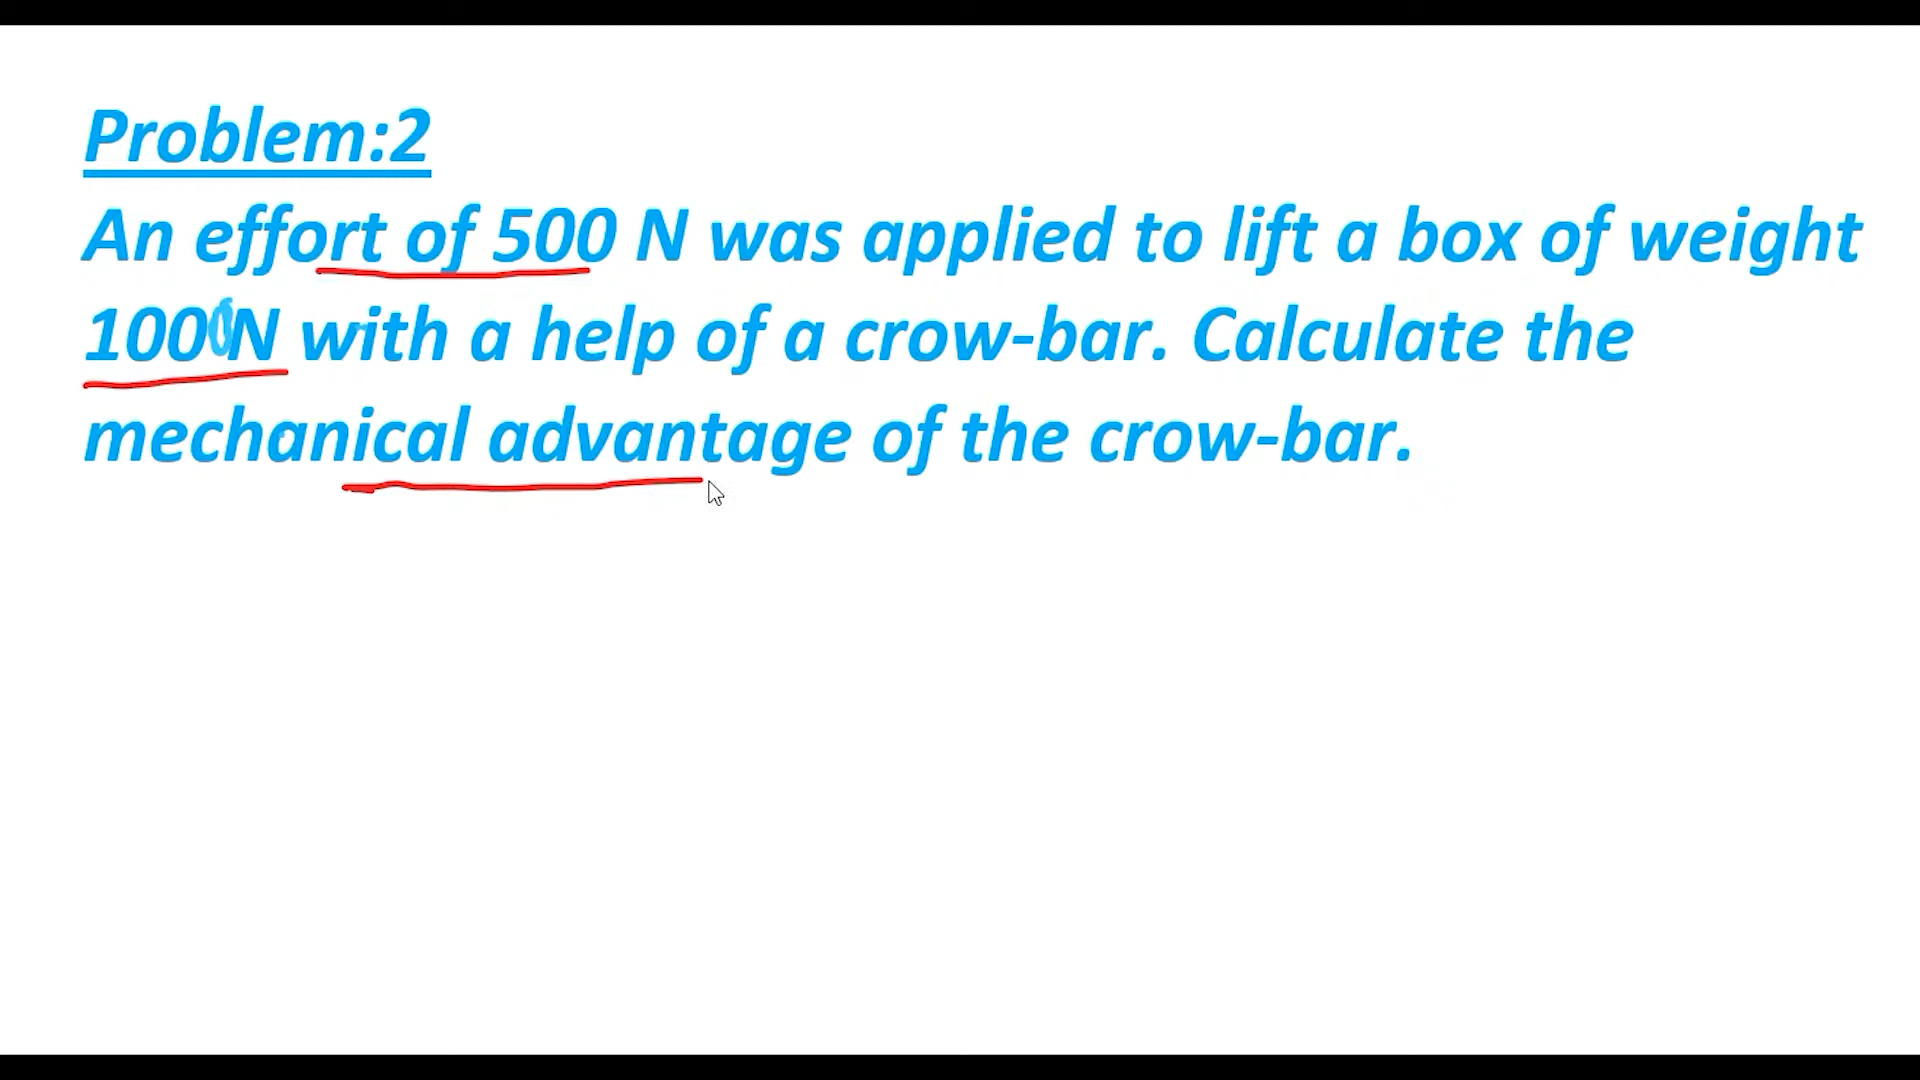 Problem:2
An effort of 500 N was applied to lift a box of weight
1000N with a help of a crow-bar. Calculate the
mechanical advantage of the crow-bar.